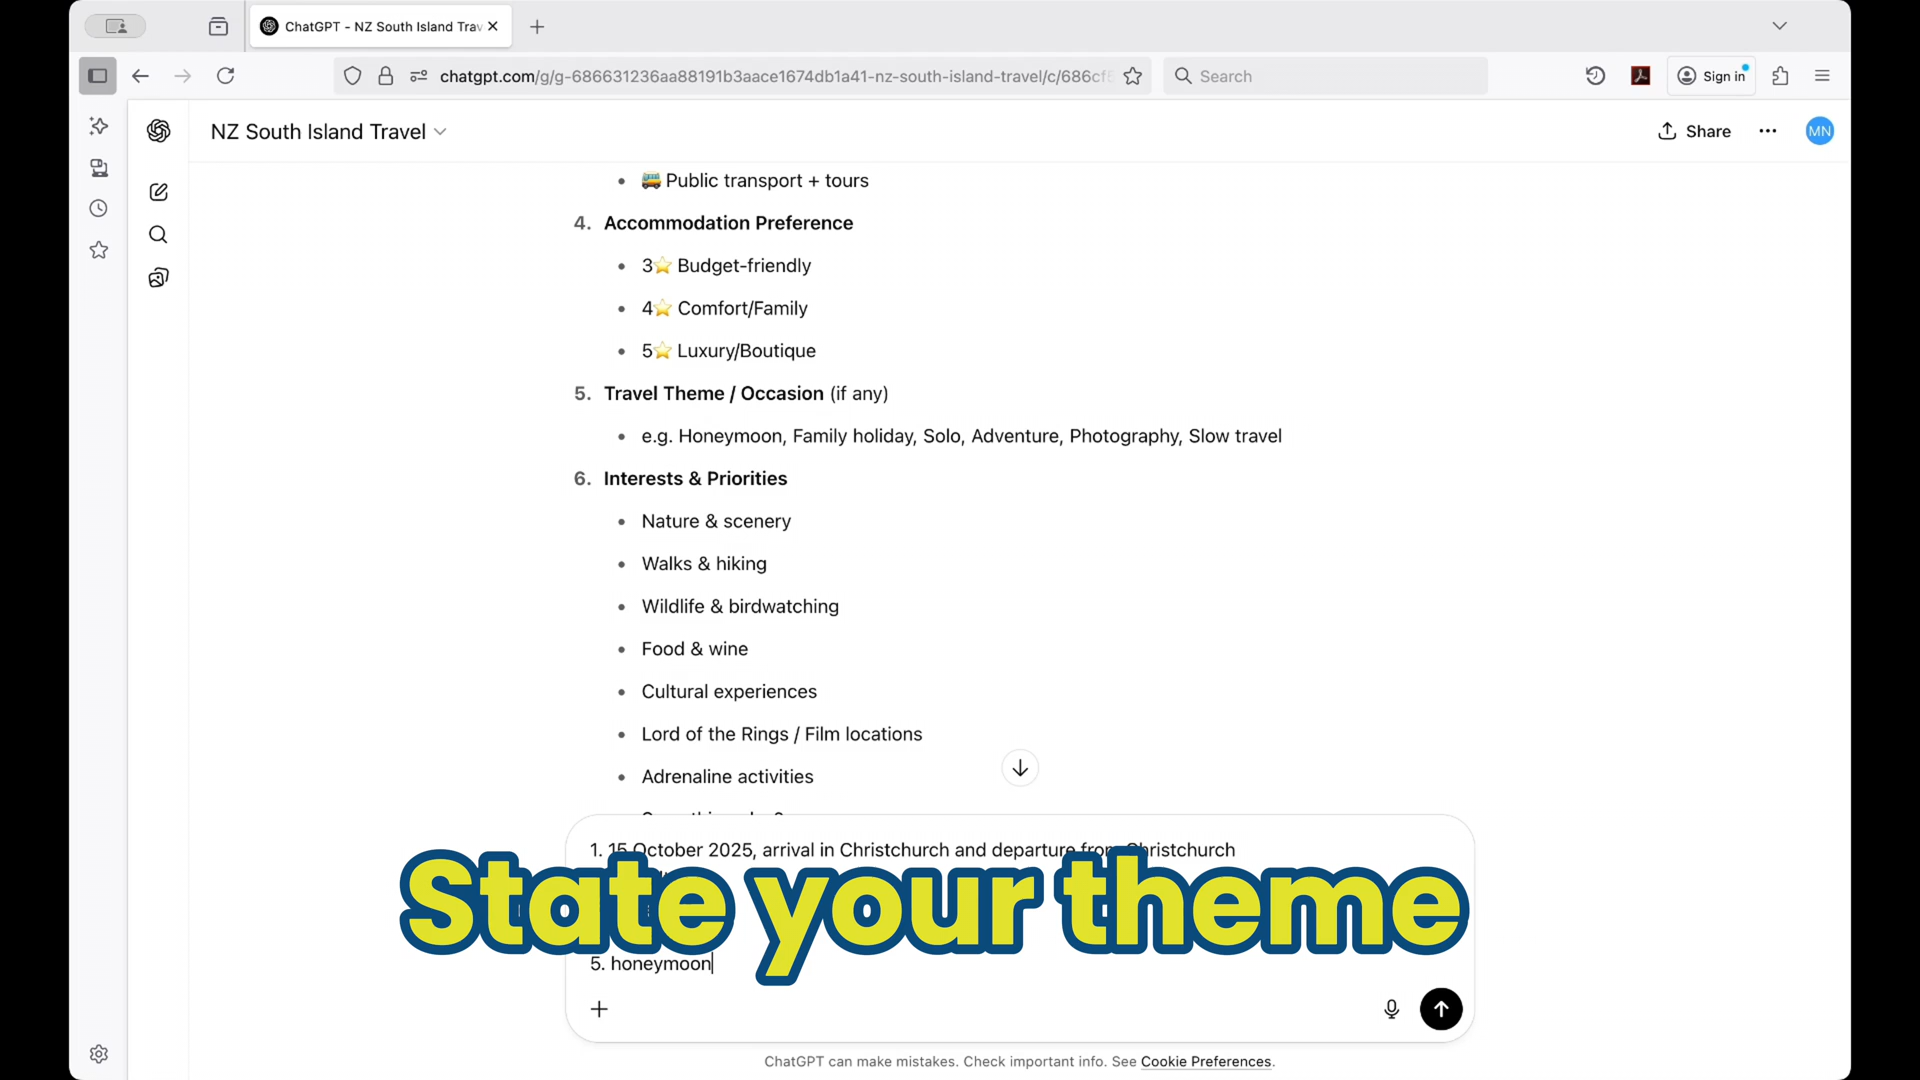 ChatGPT - NZ South Island Trav
chatgpt.com/g/g-686631236aa88191b3aace1674db1a41-nz-south-island-travel/c/686cf
Search
Sign in
NZ South Island Travel
Share
MN
Public transport + tours
4. Accommodation Preference
3⭐ Budget-friendly
4⭐ Comfort/Family
5⭐ Luxury/Boutique
5. Travel Theme / Occasion (if any)
e.g. Honeymoon, Family holiday, Solo, Adventure, Photography, Slow travel
6. Interests & Priorities
Nature & scenery
Walks & hiking
Wildlife & birdwatching
Food & wine
Cultural experiences
Lord of the Rings / Film locations
Adrenaline activities
1. 15 October 2025, arrival in Christchurch and departure from Christchurch
State your theme
5. honeymoon
ChatGPT can make mistakes. Check important info. See Cookie Preferences.